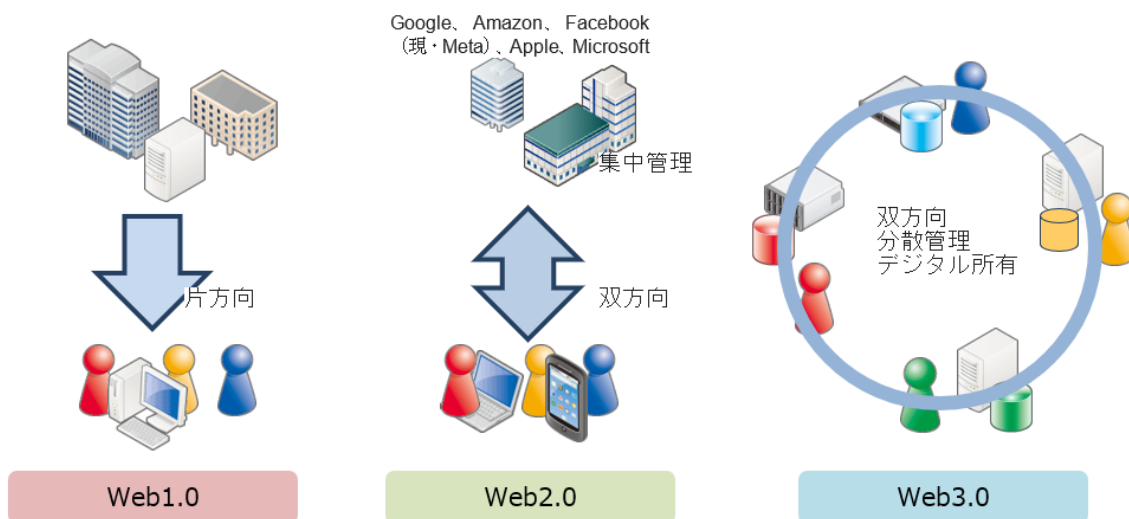 Google、 Amazon、 Facebook
（現・Meta）、Apple、Microsoft
集中管理
片方向
双方向
双方向
分散管理
デジタル所有
Web1.0
Web2.0
Web3.0